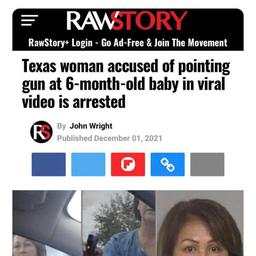 RAWSTORY
RawStory+ Login - Go Ad-Free & Join The Movement
Texas woman accused of pointing
gun at 6-month-old baby in viral
video is arrested
RS
By John Wright
Published December 01, 2021